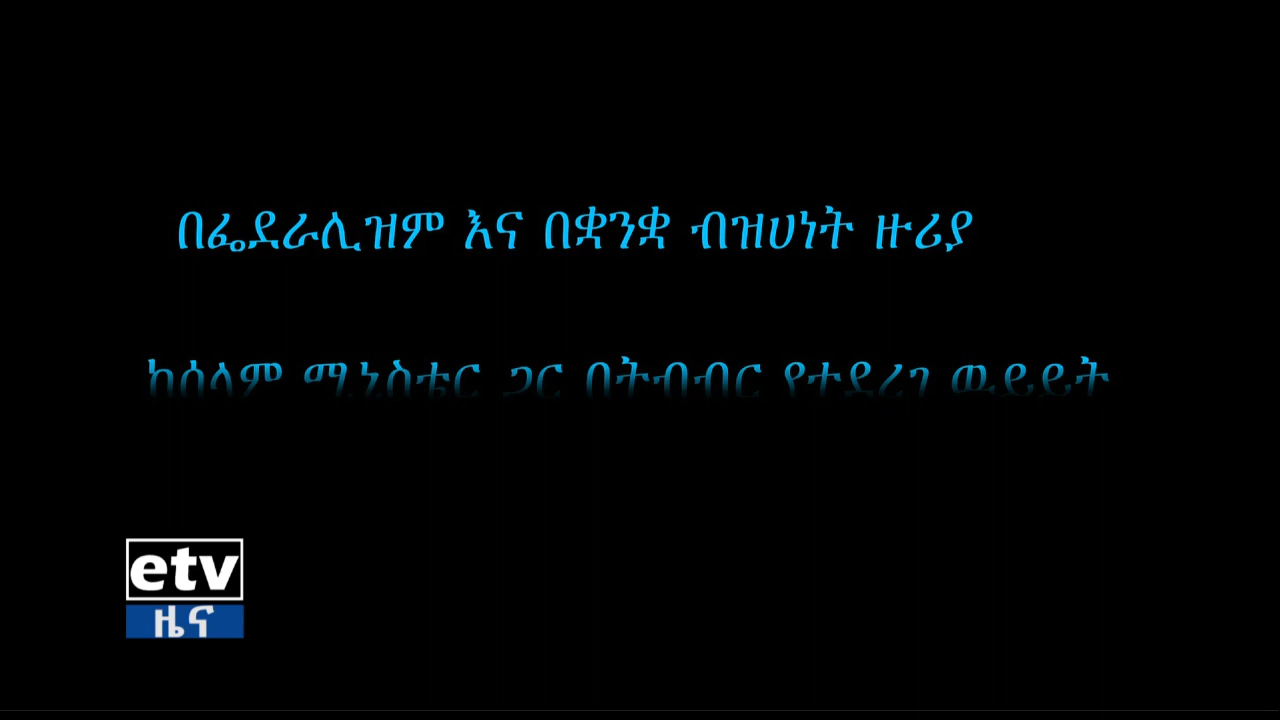 በፌደራሊዝም እና በቋንቋ ብዝሀነት ዙሪያ
ከሰላም ሚኒስቴር ጋር በትብብር የተደረገ ውይይት
etv
ዜና